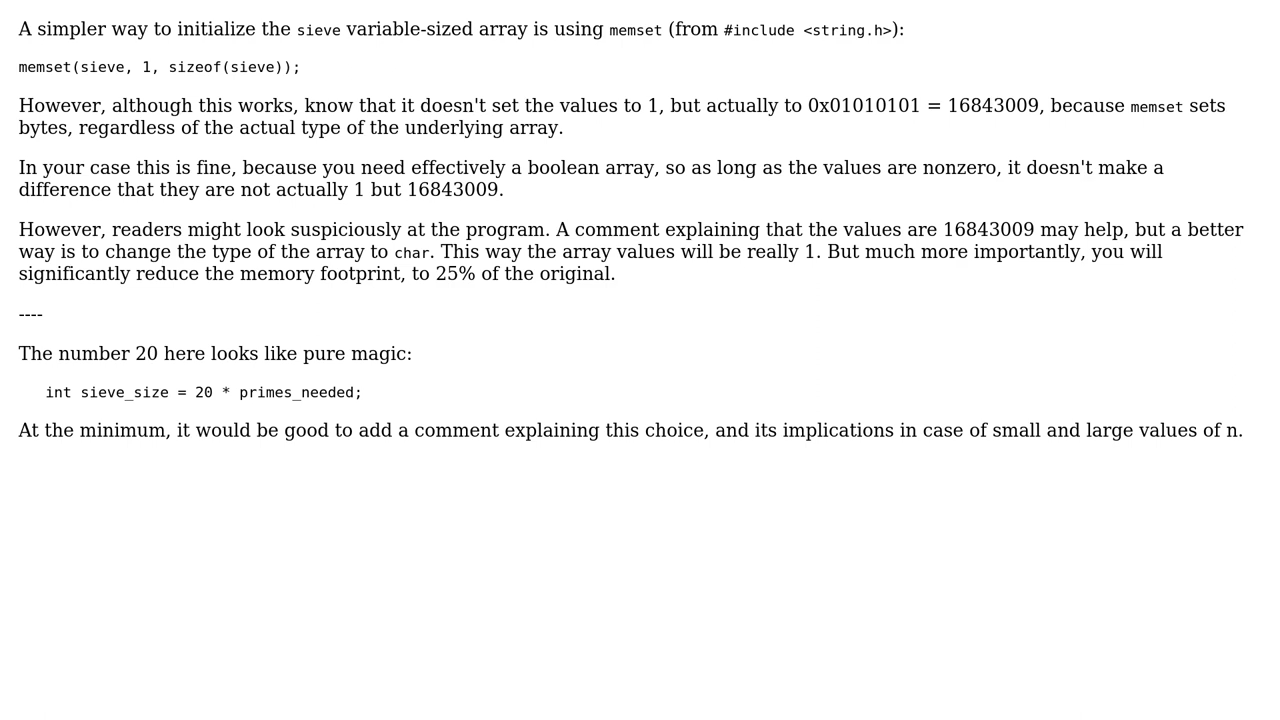 A simpler way to initialize the sieve variable-sized array is using memset (from #include <string.h>):
memset(sieve, 1, sizeof(sieve));
However, although this works, know that it doesn't set the values to 1, but actually to 0x01010101 = 16843009, because memset sets
bytes, regardless of the actual type of the underlying array.
In your case this is fine, because you need effectively a boolean array, so as long as the values are nonzero, it doesn't make a
difference that they are not actually 1 but 16843009.
However, readers might look suspiciously at the program. A comment explaining that the values are 16843009 may help, but a better
way is to change the type of the array to char. This way the array values will be really 1. But much more importantly, you will
significantly reduce the memory footprint, to 25% of the original.
----
The number 20 here looks like pure magic:
int sieve_size = 20 * primes_needed;
At the minimum, it would be good to add a comment explaining this choice, and its implications in case of small and large values of n.